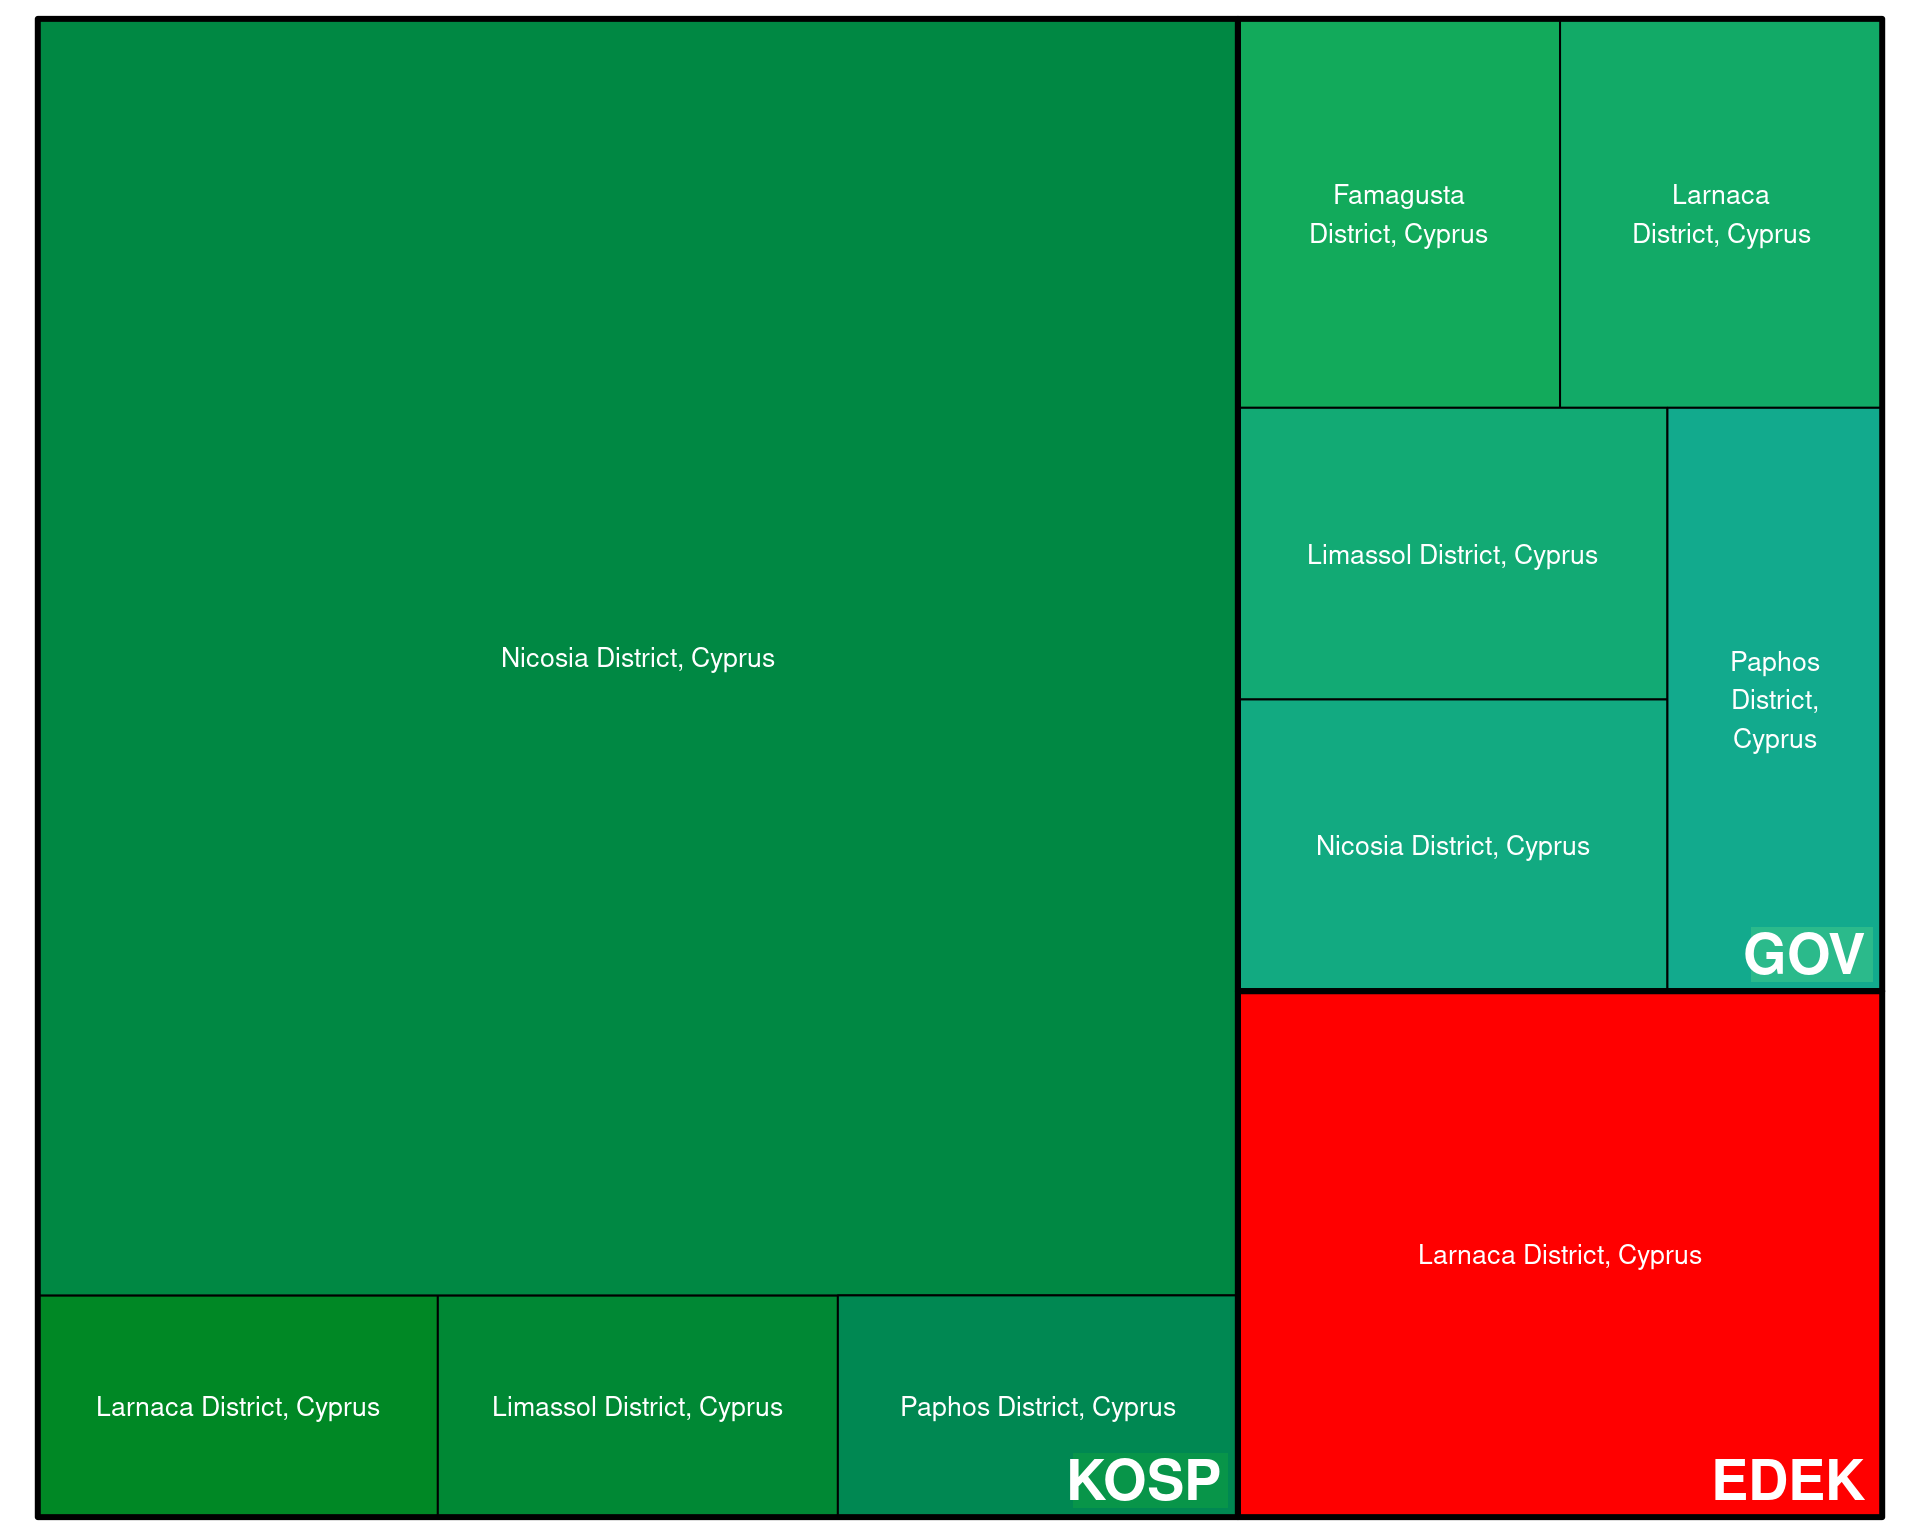 Nicosia District, Cyprus
Larnaca District, Cyprus
Limassol District, Cyprus
Paphos District, Cyprus
KOSP
Famagusta
District, Cyprus
Larnaca
District, Cyprus
Limassol District, Cyprus
Nicosia District, Cyprus
Paphos
District,
Cyprus
GOV
Larnaca District, Cyprus
EDEK